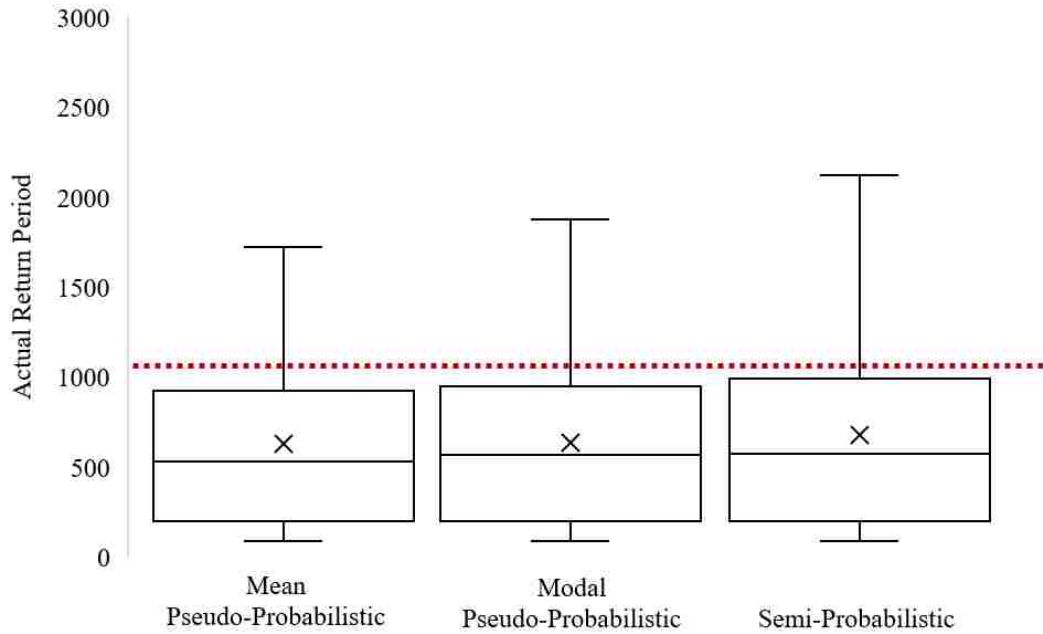 3000
2500
2000
1500
1000
500
0
Actual Return Period
Mean
Pseudo-Probabilistic
Modal
Pseudo-Probabilistic
Semi-Probabilistic